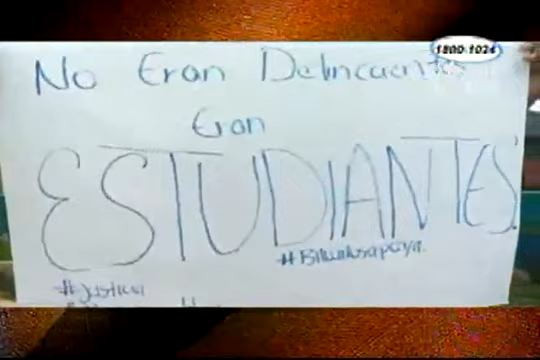 1800-1024
No Eran Delincuentes
Eran
ESTUDIANTES!
#Justicia